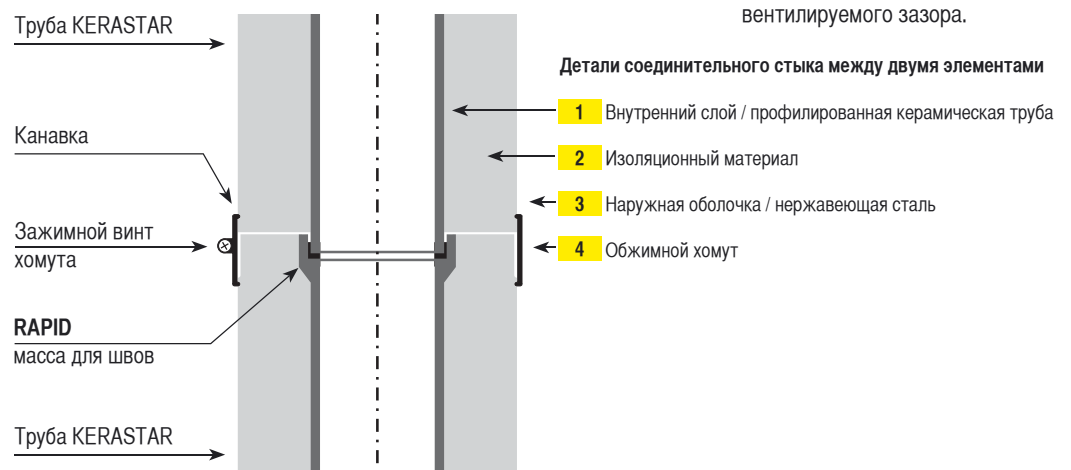 вентилируемого зазора.
Труба KERASTAR
Канавка
Зажимной винт
хомута
RAPID
масса для швов
Труба KERASTAR
Детали соединительного стыка между двумя элементами
1 Внутренний слой / профилированная керамическая труба
2 Изоляционный материал
3 Наружная оболочка / нержавеющая сталь
4 Обжимной хомут